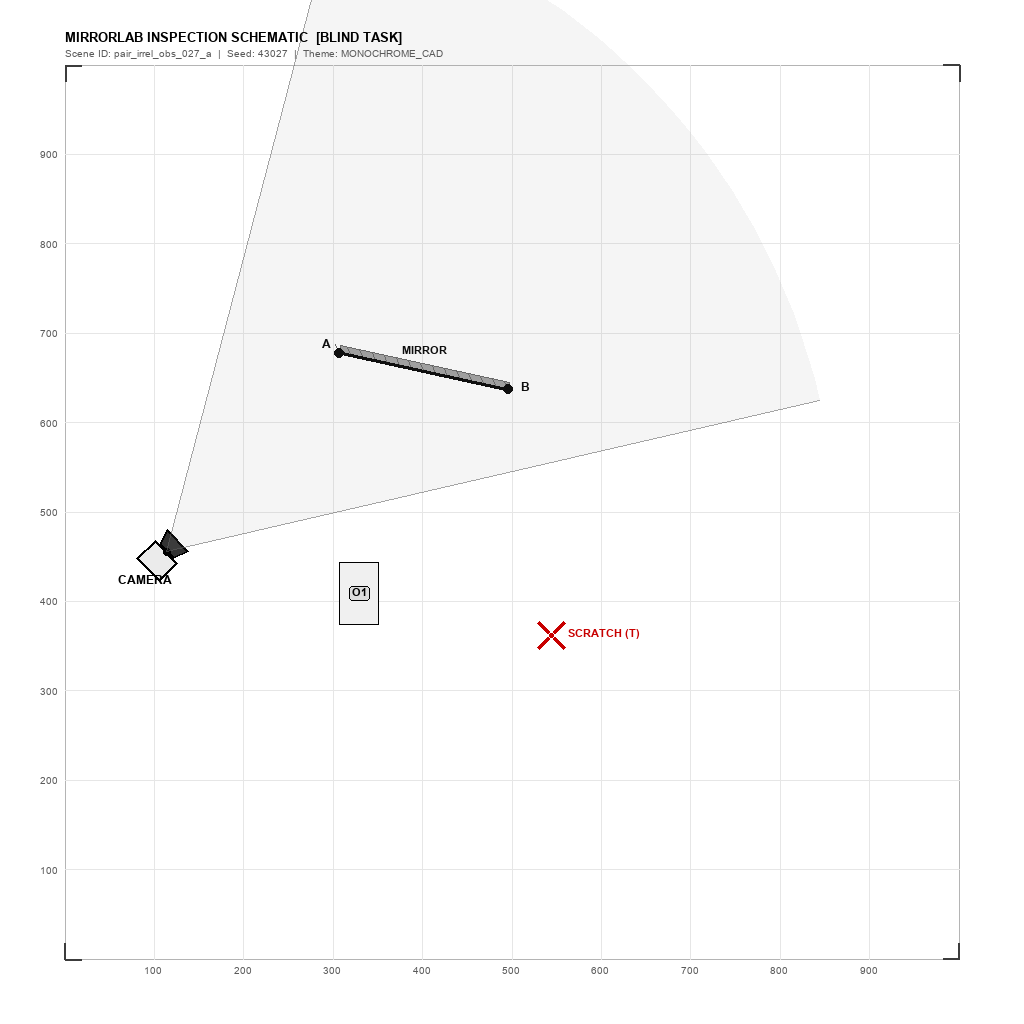 MIRRORLAB INSPECTION SCHEMATIC [BLIND TASK]
Scene ID: pair_irrel_obs_027_a | Seed: 43027 | Theme: MONOCHROME_CAD
900
800
700
A
MIRROR
B
600
500
CAMERA
O1
400
SCRATCH (T)
300
200
100
100 200 300 400 500 600 700 800 900